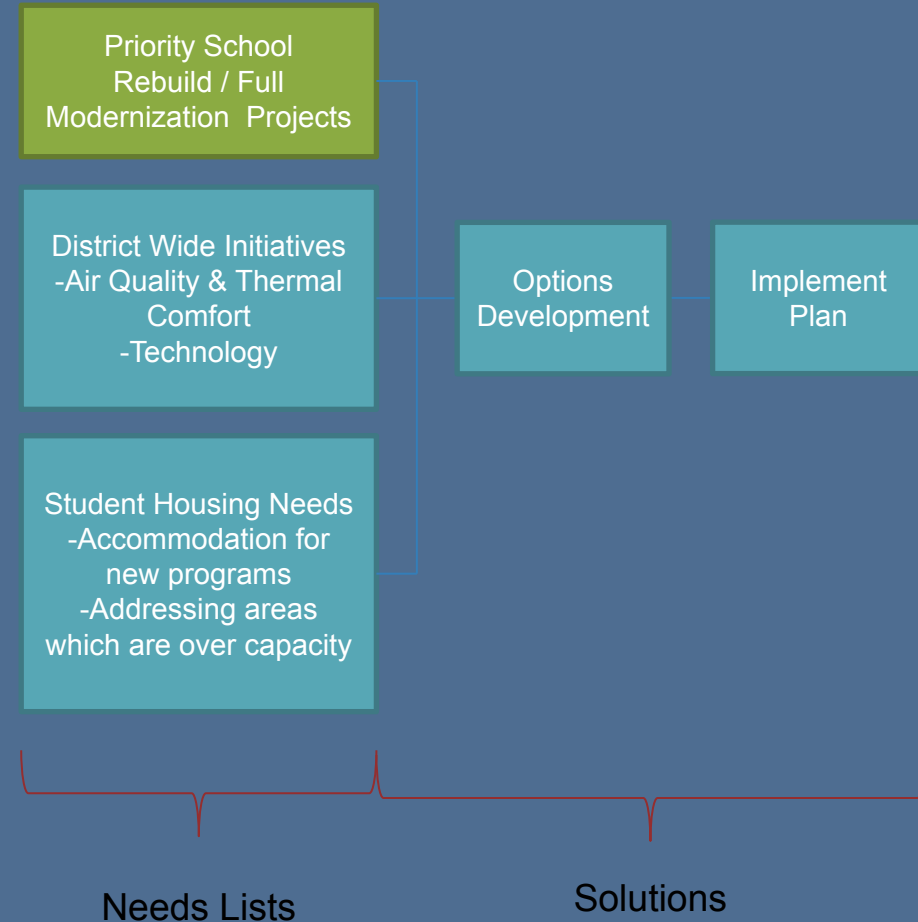 Priority School
Rebuild / Full
Modernization Projects
District Wide Initiatives
-Air Quality & Thermal
Comfort
-Technology
Student Housing Needs
-Accommodation for
new programs
-Addressing areas
which are over capacity
Options
Development
Implement
Plan
Needs Lists
Solutions